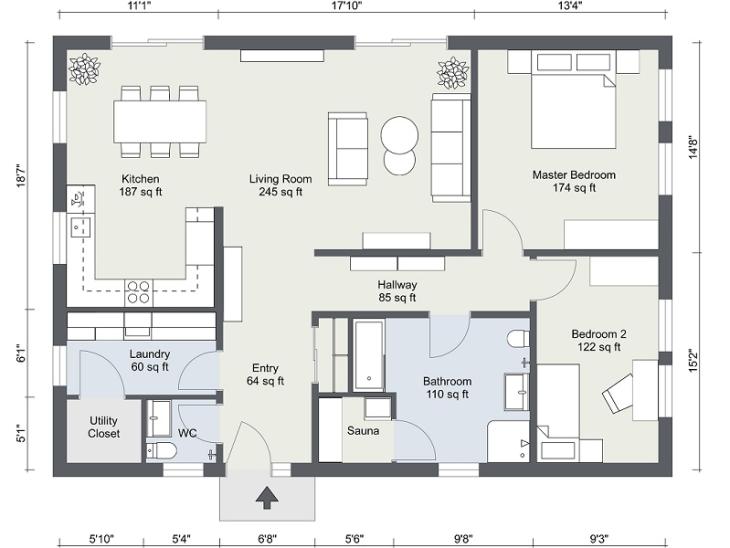 11'1"
17'10"
13'4"
18'7"
14'8"
Kitchen
187 sq ft
Living Room
245 sq ft
Master Bedroom
174 sq ft
Hallway
85 sq ft
Bedroom 2
122 sq ft
6'1"
15'2"
Laundry
60 sq ft
Entry
64 sq ft
Bathroom
110 sq ft
5'1"
Utility
Closet
WC
Sauna
5'10"
5'4"
6'8"
5'6"
9'8"
9'3"